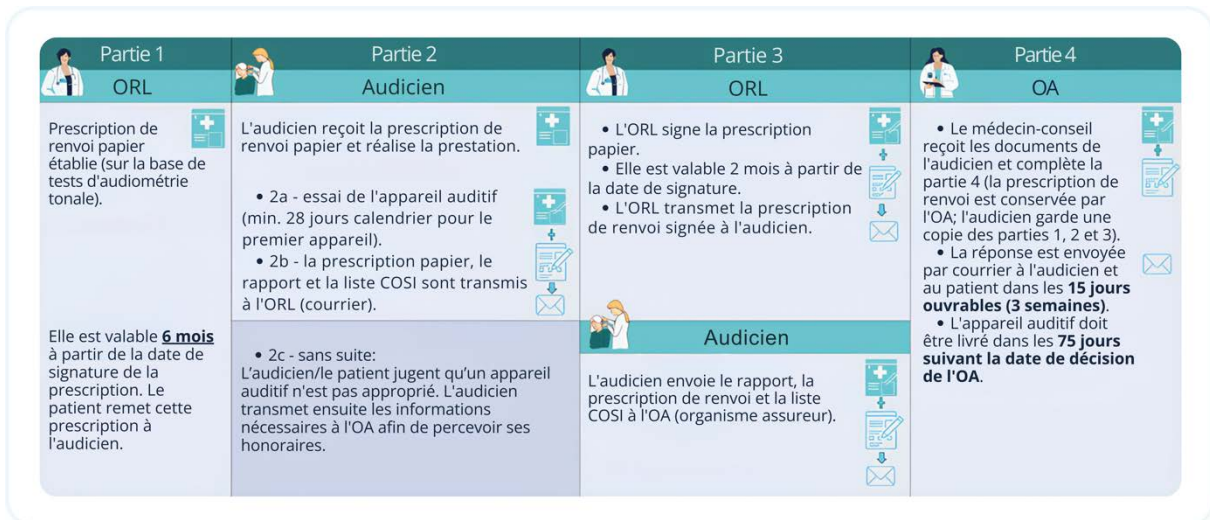 Partie 1
ORL
Prescription de
renvoi papier
établie (sur la base de
tests d'audiométrie
tonale).
Elle est valable 6 mois
à partir de la date de
signature de la
prescription. Le
patient remet cette
prescription à
l'audicien.
Partie 2
Audicien
L'audicien reçoit la prescription de
renvoi papier et réalise la prestation.
• 2a - essai de l'appareil auditif
(min. 28 jours calendrier pour le
premier appareil).
• 2b - la prescription papier, le
rapport et la liste COSI sont transmis
à l'ORL (courrier).
• 2c - sans suite:
L’audicien/le patient jugent qu’un appareil
auditif n'est pas approprié. L'audicien
transmet ensuite les informations
nécessaires à l'OA afin de percevoir ses
honoraires.
Partie 3
ORL
• L'ORL signe la prescription
papier.
• Elle est valable 2 mois à partir de
la date de signature.
• L'ORL transmet la prescription
de renvoi signée à l'audicien.
Audicien
L'audicien envoie le rapport, la
prescription de renvoi et la liste
COSI à l'OA (organisme assureur).
Partie 4
OA
• Le médecin-conseil
reçoit les documents de
l'audicien et complète la
partie 4 (la prescription de
renvoi est conservée par
l'OA; l'audicien garde une
copie des parties 1, 2 et 3).
• La réponse est envoyée
par courrier à l'audicien et
au patient dans les 15 jours
ouvrables (3 semaines).
• L'appareil auditif doit
être livré dans les 75 jours
suivant la date de décision
de l'OA.